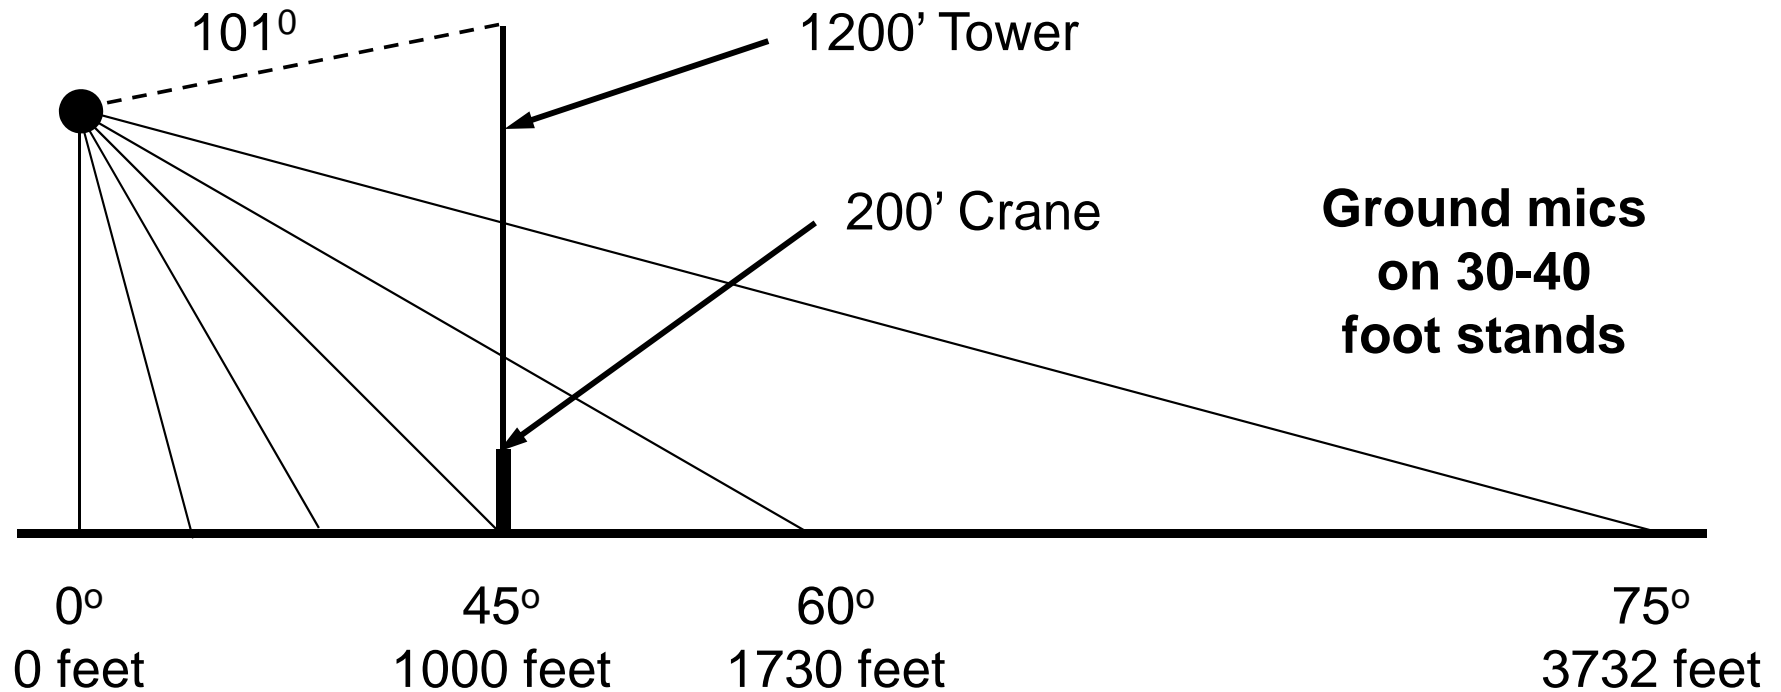 101⁰
1200’ Tower
200’ Crane
Ground mics
on 30-40
foot stands
0º 45º 60º 75º
0 feet 1000 feet 1730 feet 3732 feet